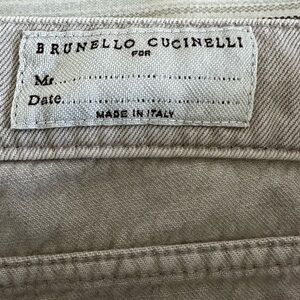 BRUNELLO CUCINELLI
FOR
Mr..............................
Date............................
MADE IN ITALY